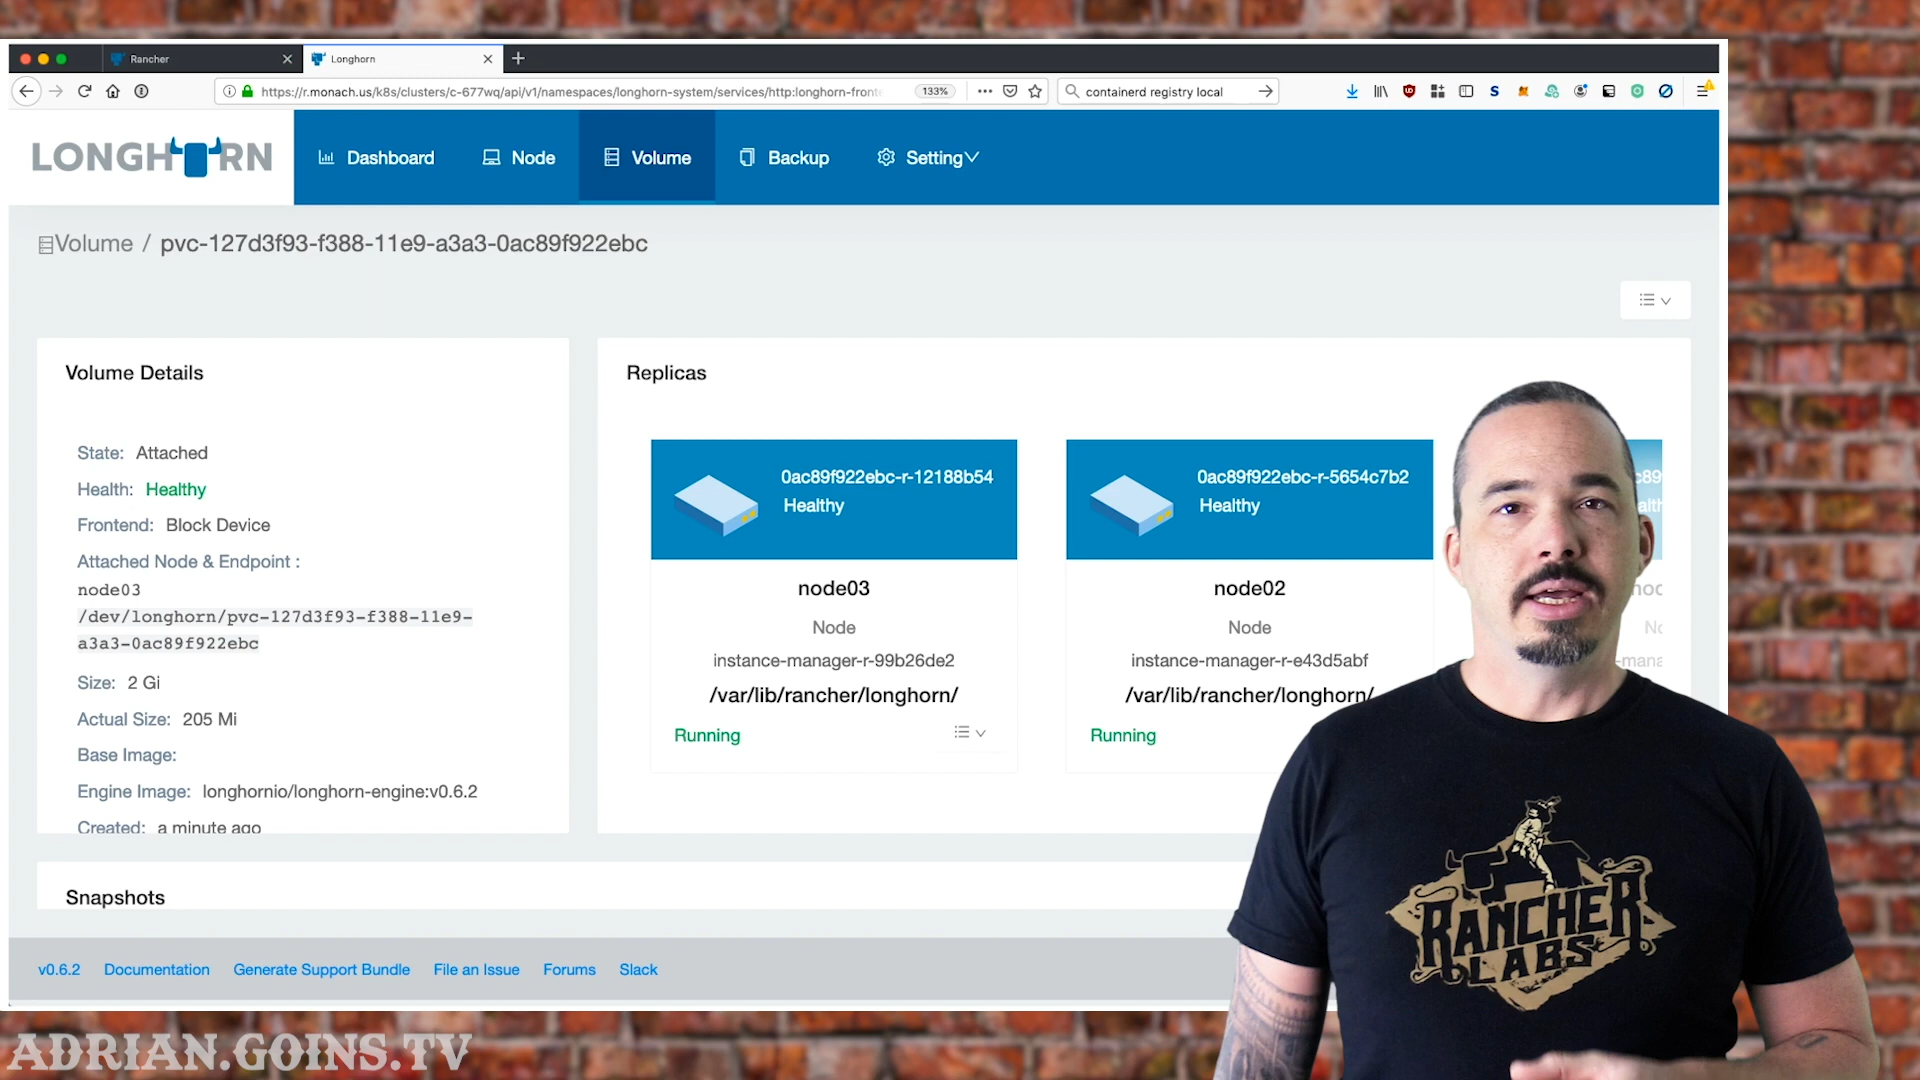 Rancher
Longhorn
https://r.monach.us/k8s/clusters/c-677wq/api/v1/namespaces/longhorn-system/services/http:longhorn-fronte
133%
containerd registry local
LONGHORN
Dashboard
Node
Volume
Backup
Setting
Volume / pvc-127d3f93-f388-11e9-a3a3-0ac89f922ebc
Volume Details
State: Attached
Health: Healthy
Frontend: Block Device
Attached Node & Endpoint :
node03
/dev/longhorn/pvc-127d3f93-f388-11e9-
a3a3-0ac89f922ebc
Size: 2 Gi
Actual Size: 205 Mi
Base Image:
Engine Image: longhornio/longhorn-engine:v0.6.2
Created: a minute ago
Replicas
0ac89f922ebc-r-12188b54
Healthy
node03
Node
instance-manager-r-99b26de2
/var/lib/rancher/longhorn/
Running
0ac89f922ebc-r-5654c7b2
Healthy
node02
Node
instance-manager-r-e43d5abf
/var/lib/rancher/longhorn/
Running
Snapshots
v0.6.2
Documentation
Generate Support Bundle
File an Issue
Forums
Slack
RANCHER
LABS
ADRIAN.GOINS.TV